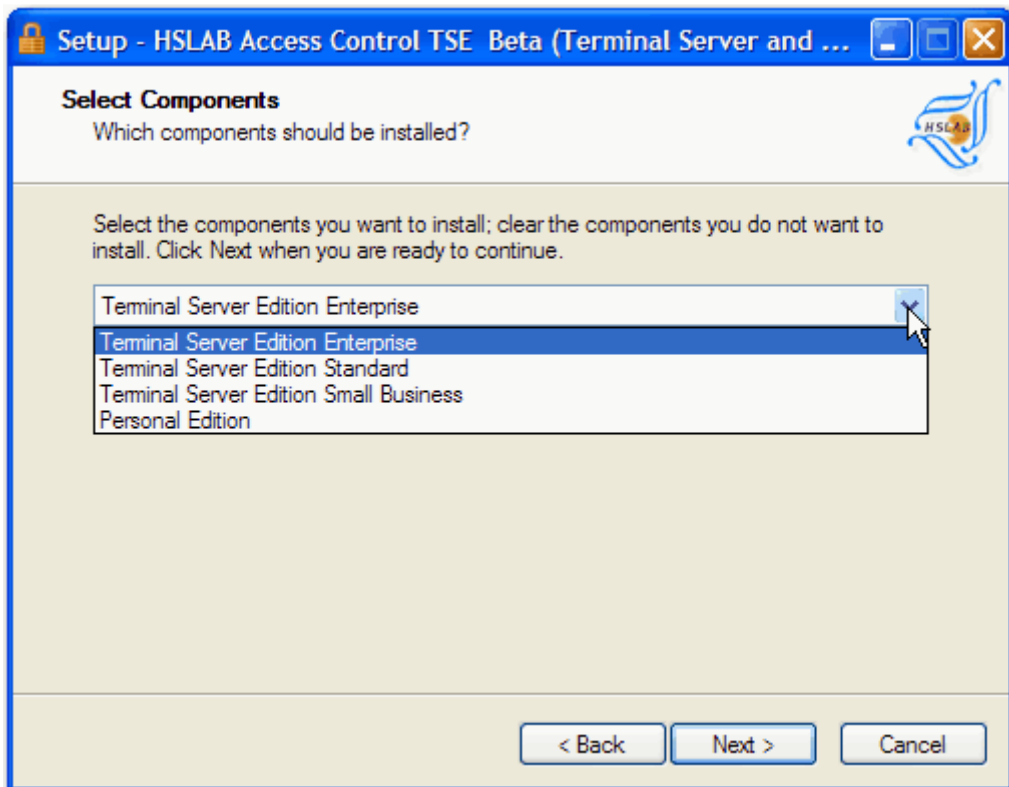 Setup - HSLAB Access Control TSE Beta (Terminal Server and ...
Select Components
Which components should be installed?
HSLAB
Select the components you want to install; clear the components you do not want to
install. Click Next when you are ready to continue.
Terminal Server Edition Enterprise
Terminal Server Edition Enterprise
Terminal Server Edition Standard
Terminal Server Edition Small Business
Personal Edition
< Back
Next >
Cancel